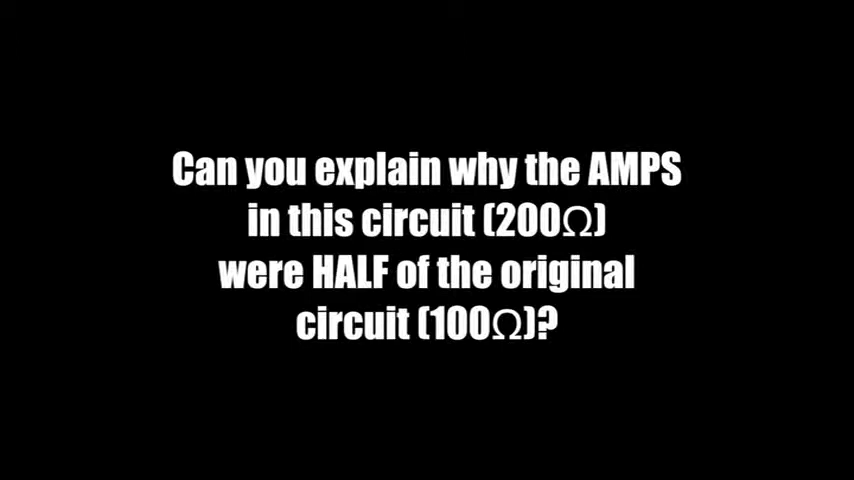 Can you explain why the AMPS
in this circuit (200Ω)
were HALF of the original
circuit (100Ω)?